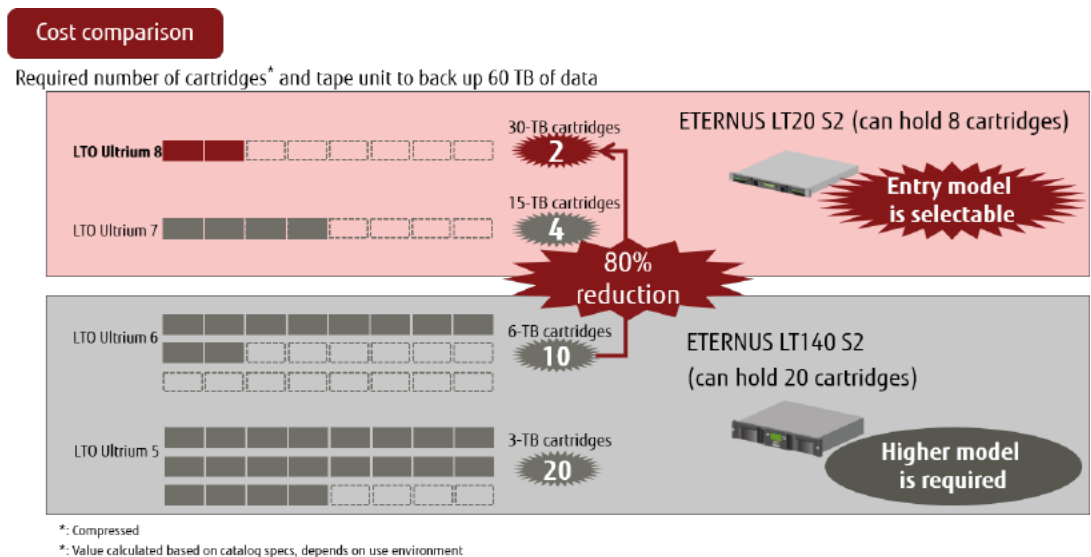 Cost comparison
Required number of cartridges* and tape unit to back up 60 TB of data
LTO Ultrium 8
30-TB cartridges
2
ETERNUS LT20 S2 (can hold 8 cartridges)
Entry model
is selectable
LTO Ultrium 7
15-TB cartridges
4
80%
reduction
LTO Ultrium 6
6-TB cartridges
10
ETERNUS LT140 S2
(can hold 20 cartridges)
LTO Ultrium 5
3-TB cartridges
20
Higher model
is required
*: Compressed
*: Value calculated based on catalog specs, depends on use environment